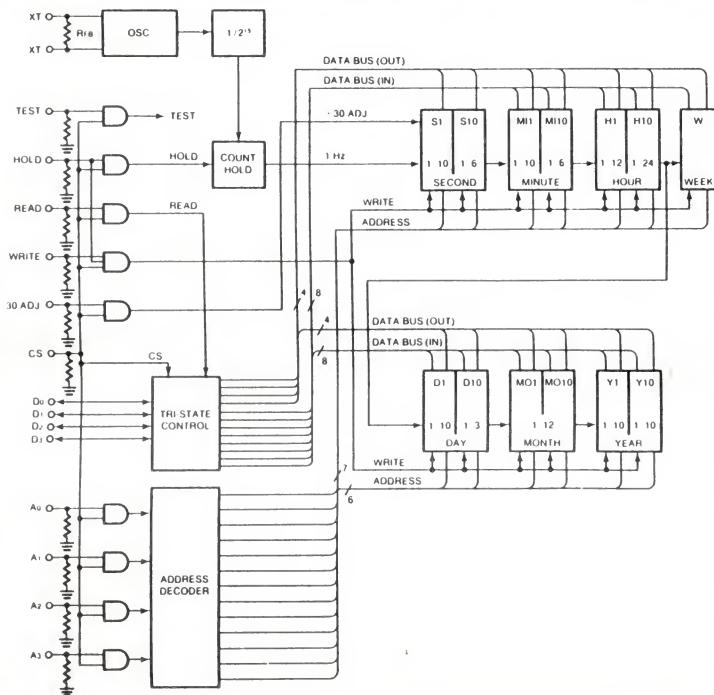 XT
RFB
OSC
1/2¹⁵
XT
DATA BUS (OUT)
DATA BUS (IN)
TEST
TEST
30 ADJ
S1 S10
MI1 MI10
H1 H10
W
HOLD
HOLD
COUNT
HOLD
1 Hz
1 10 1 6
1 10 1 6
1 12 1 24
SECOND
MINUTE
HOUR
WEEK
READ
READ
WRITE
ADDRESS
WRITE
30 ADJ
4 8
4
DATA BUS (OUT)
DATA BUS (IN)
8
CS
CS
D0
D1
D2
D3
TRI-STATE
CONTROL
D1 D10
MO1 MO10
Y1 Y10
1 10 1 3
1 12
1 10 1 10
DAY
MONTH
YEAR
WRITE
7
ADDRESS
6
A0
A1
A2
A3
ADDRESS
DECODER